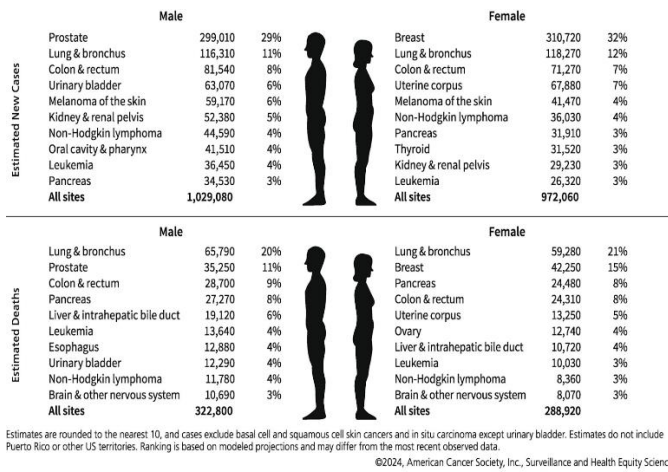 Male Female
Estimated New Cases
Prostate 299,010 29% Breast 310,720 32%
Lung & bronchus 116,310 11% Lung & bronchus 118,270 12%
Colon & rectum 81,540 8% Colon & rectum 71,270 7%
Urinary bladder 63,070 6% Uterine corpus 67,880 7%
Melanoma of the skin 59,170 6% Melanoma of the skin 41,470 4%
Kidney & renal pelvis 52,380 5% Non-Hodgkin lymphoma 36,030 4%
Non-Hodgkin lymphoma 44,590 4% Pancreas 31,910 3%
Oral cavity & pharynx 41,510 4% Thyroid 31,520 3%
Leukemia 36,450 4% Kidney & renal pelvis 29,230 3%
Pancreas 34,530 3% Leukemia 26,320 3%
All sites 1,029,080 All sites 972,060
Male Female
Estimated Deaths
Lung & bronchus 65,790 20% Lung & bronchus 59,280 21%
Prostate 35,250 11% Breast 42,250 15%
Colon & rectum 28,700 9% Pancreas 24,480 8%
Pancreas 27,270 8% Colon & rectum 24,310 8%
Liver & intrahepatic bile duct 19,120 6% Uterine corpus 13,250 5%
Leukemia 13,640 4% Ovary 12,740 4%
Esophagus 12,880 4% Liver & intrahepatic bile duct 10,720 4%
Urinary bladder 12,290 4% Leukemia 10,030 3%
Non-Hodgkin lymphoma 11,780 4% Non-Hodgkin lymphoma 8,360 3%
Brain & other nervous system 10,690 3% Brain & other nervous system 8,070 3%
All sites 322,800 All sites 288,920
Estimates are rounded to the nearest 10, and cases exclude basal cell and squamous cell skin cancers and in situ carcinoma except urinary bladder. Estimates do not include
Puerto Rico or other US territories. Ranking is based on modeled projections and may differ from the most recent observed data.
©2024, American Cancer Society, Inc., Surveillance and Health Equity Scienc